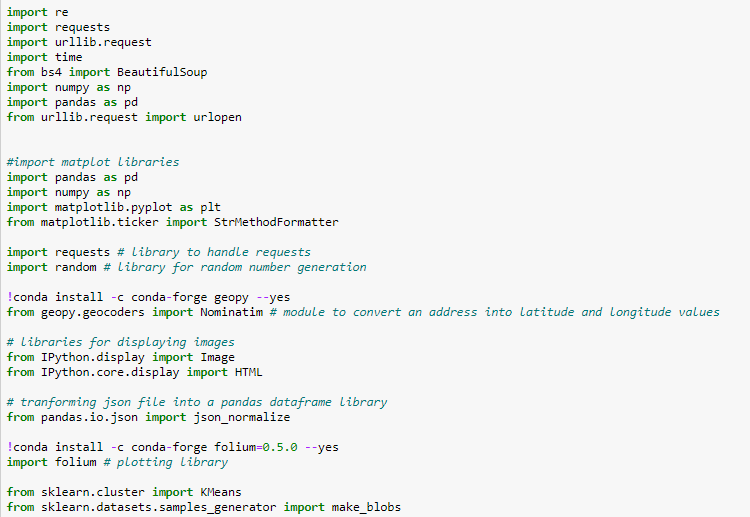 import re
import requests
import urllib.request
import time
from bs4 import BeautifulSoup
import numpy as np
import pandas as pd
from urllib.request import urlopen
#import matplot libraries
import pandas as pd
import numpy as np
import matplotlib.pyplot as plt
from matplotlib.ticker import StrMethodFormatter
import requests # library to handle requests
import random # library for random number generation
!conda install -c conda-forge geopy --yes
from geopy.geocoders import Nominatim # module to convert an address into latitude and longitude values
# libraries for displaying images
from IPython.display import Image
from IPython.core.display import HTML
# tranforming json file into a pandas dataframe library
from pandas.io.json import json_normalize
!conda install -c conda-forge folium=0.5.0 --yes
import folium # plotting library
from sklearn.cluster import KMeans
from sklearn.datasets.samples_generator import make_blobs